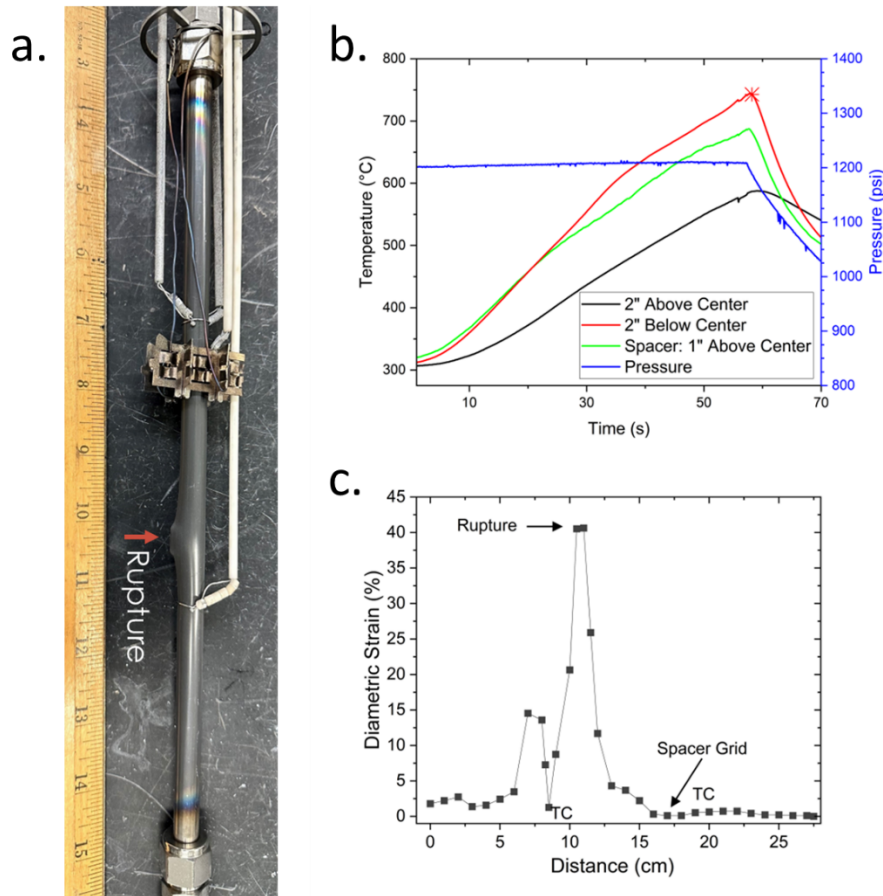 a.
3
4
5
6
7
8
9
10
11
12
13
14
15
Rupture
b.
800
700
600
500
400
300
Temperature (°C)
1400
1300
1200
1100
1000
900
800
Pressure (psi)
2" Above Center
2" Below Center
Spacer: 1" Above Center
Pressure
10
30
50
70
Time (s)
c.
45
40
35
30
25
20
15
10
5
0
Diametric Strain (%)
Rupture
Spacer Grid
TC
TC
0
5
10
15
20
25
Distance (cm)